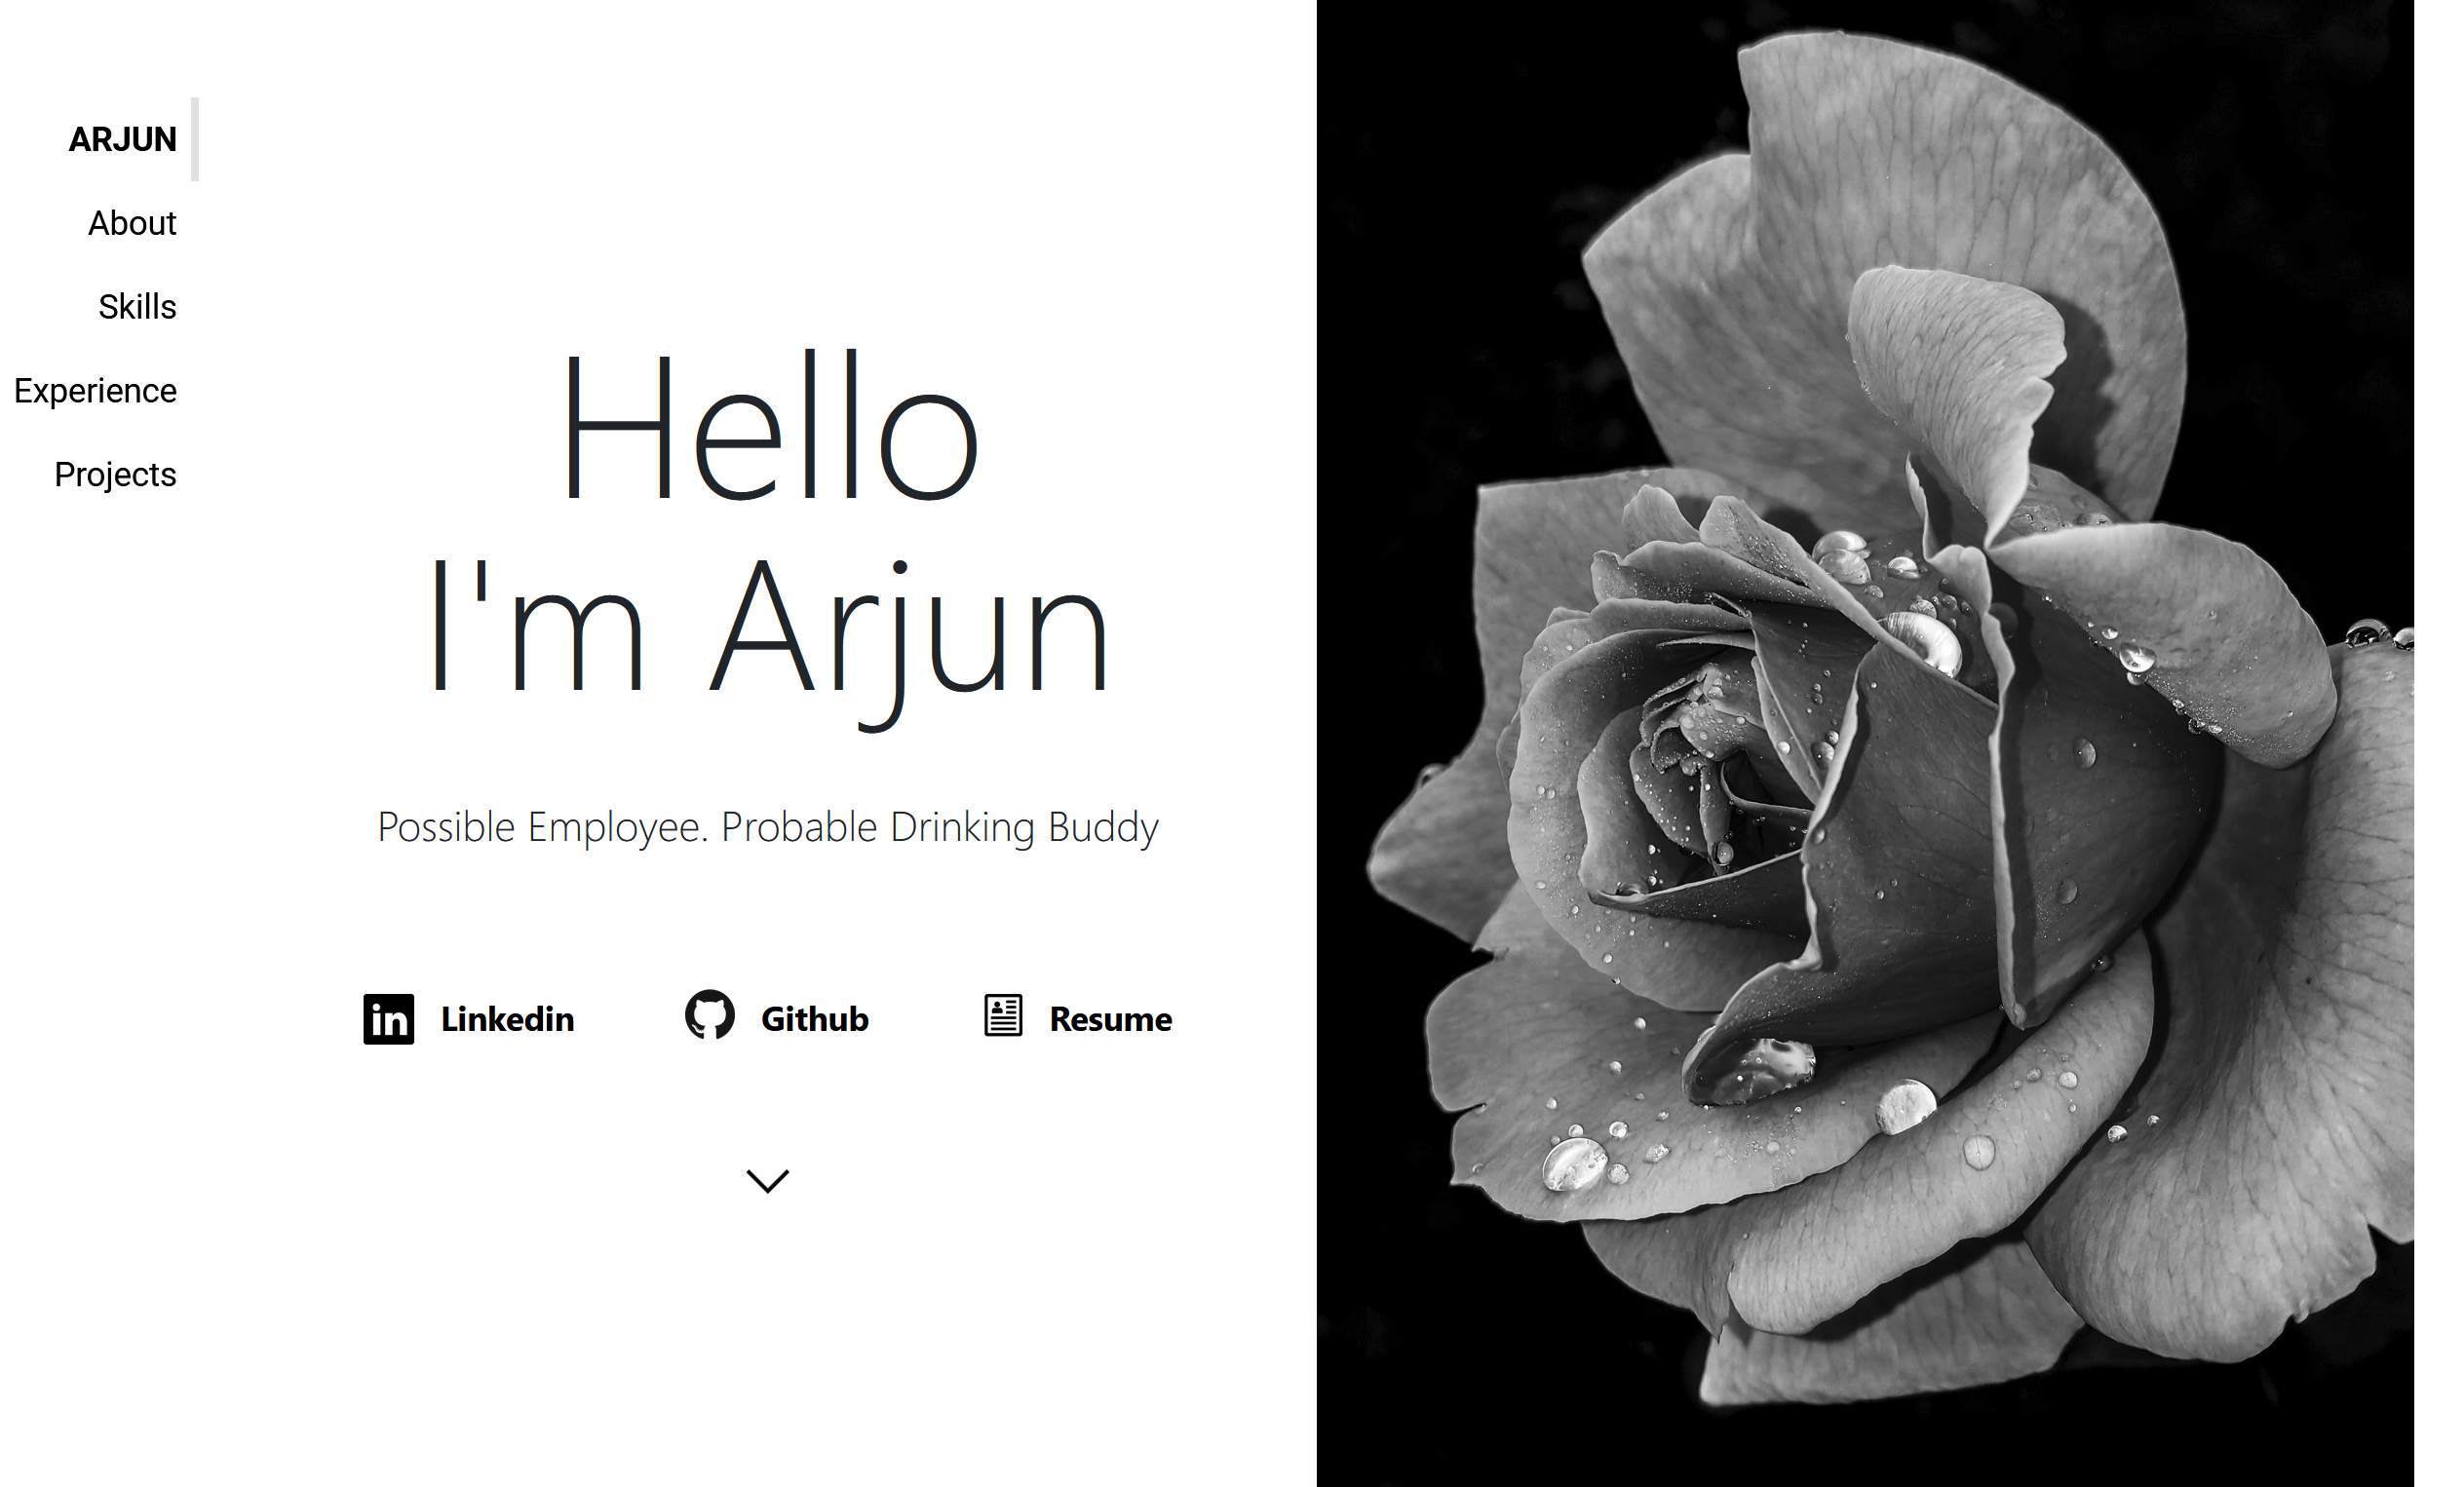 ARJUN
About
Skills
Experience
Projects
Hello
I'm Arjun
Possible Employee. Probable Drinking Buddy
in Linkedin
Github
Resume